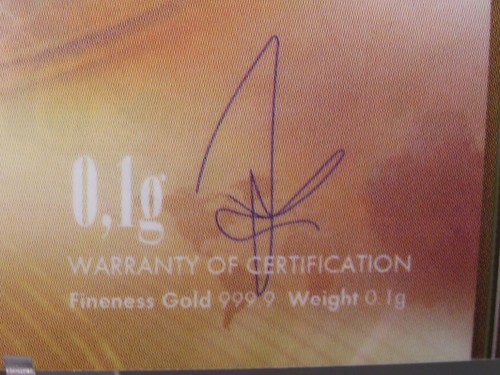 0,1g
WARRANTY OF CERTIFICATION
Fineness Gold 999 9 Weight 0.1g